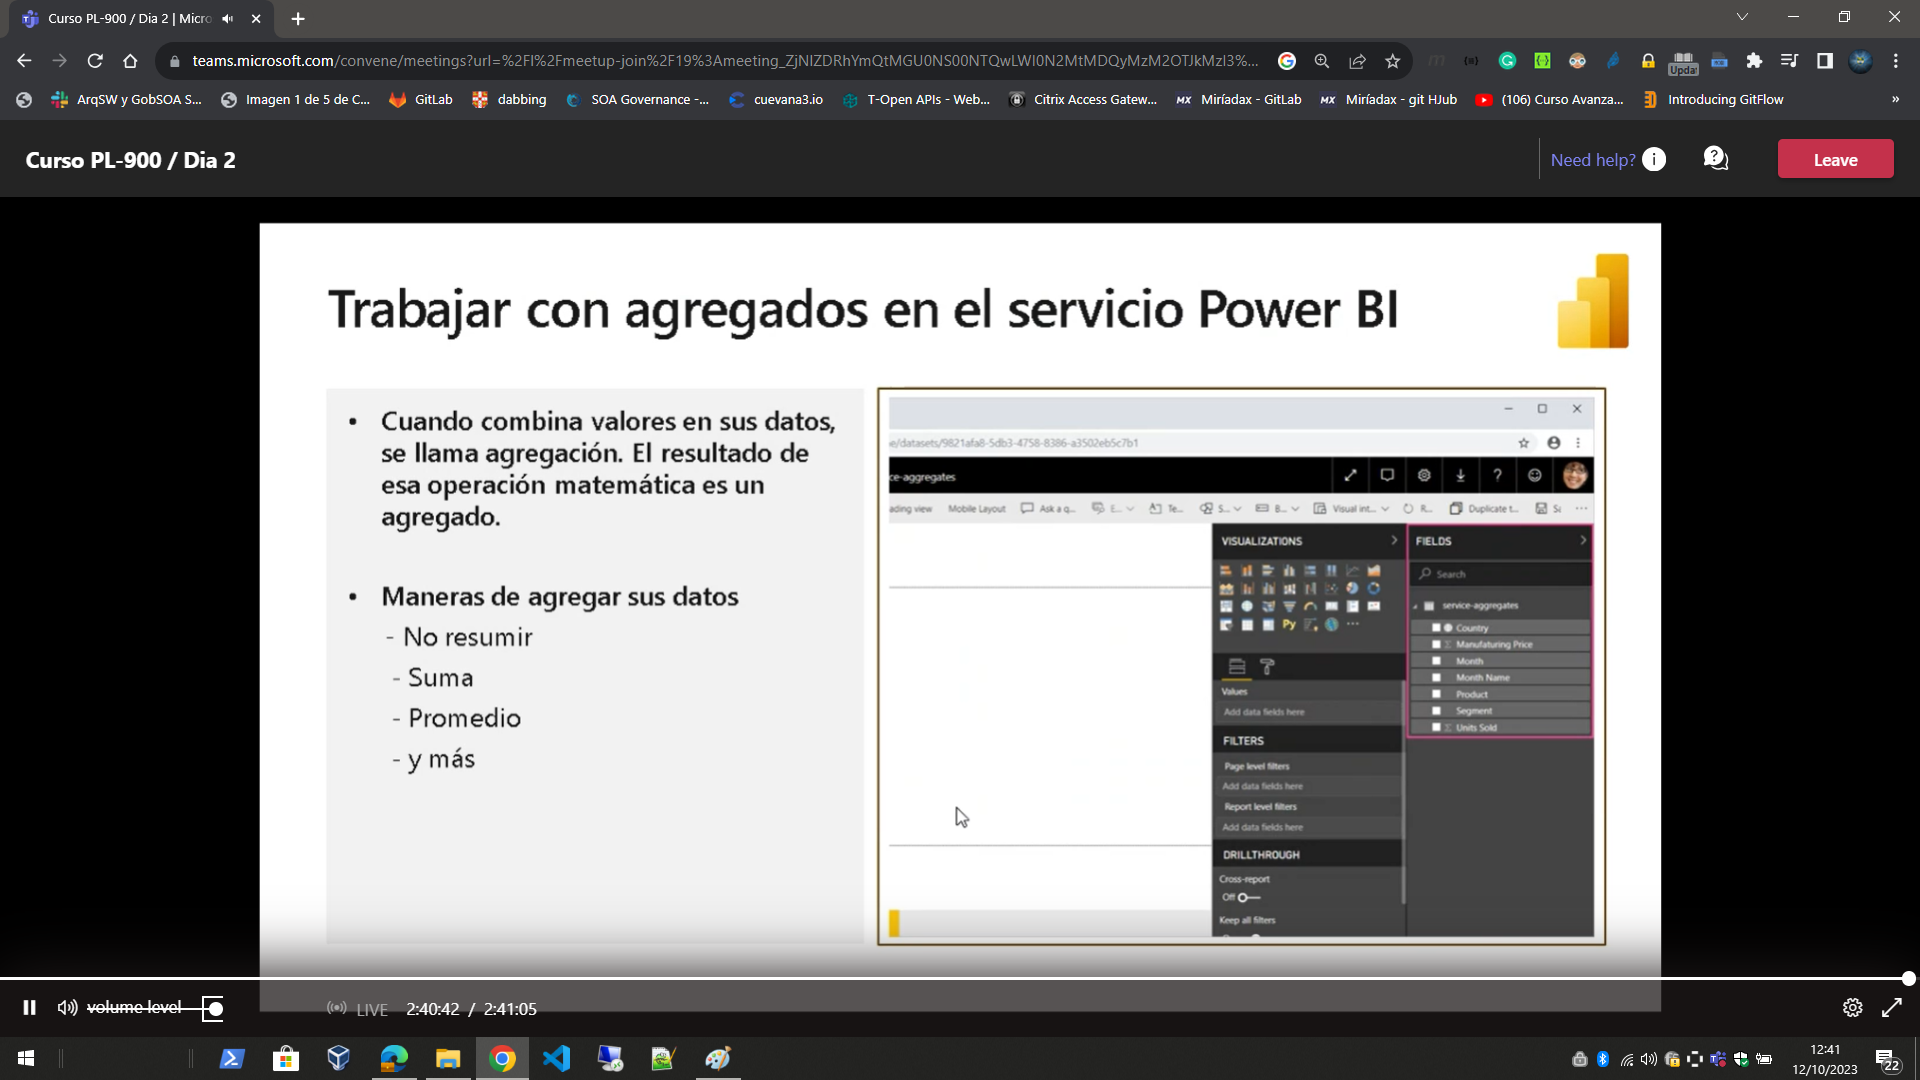 Curso PL-900 / Dia 2 | Micro
teams.microsoft.com/convene/meetings?url=%2Fl%2Fmeetup-join%2F19%3Ameeting_ZjNlZDRhYmQtMGU0NS00NTQwLWI0N2MtMDQyMzM2OTJkMzI3%...
Upda
ArqSW y GobSOA S...
Imagen 1 de 5 de C...
GitLab
dabbing
SOA Governance -...
cuevana3.io
T-Open APIs - Web...
Citrix Access Gatew...
Miríadax - GitLab
Miríadax - git HJub
(106) Curso Avanza...
Introducing GitFlow
»
Curso PL-900 / Dia 2
Need help?
Leave
Trabajar con agregados en el servicio Power BI
• Cuando combina valores en sus datos,
se llama agregación. El resultado de
esa operación matemática es un
agregado.
• Maneras de agregar sus datos
- No resumir
- Suma
- Promedio
- y más
e/datasets/9821afa8-5db3-4758-8386-a3502eb5c7b1
ce-aggregates
ading view
Mobile Layout
Ask a q...
E...
Te...
S...
B...
Visual int...
R...
Duplicate t...
VISUALIZATIONS
Py
Values
Add data fields here
FILTERS
Page level filters
Add data fields here
Report level filters
Add data fields here
DRILLTHROUGH
Cross-report
Off
Keep all filters
FIELDS
Search
service-aggregates
Country
Σ Manufaturing Price
Month
Month Name
Product
Segment
Σ Units Sold
volume level
LIVE
2:40:42 / 2:41:05
12:41
12/10/2023
22